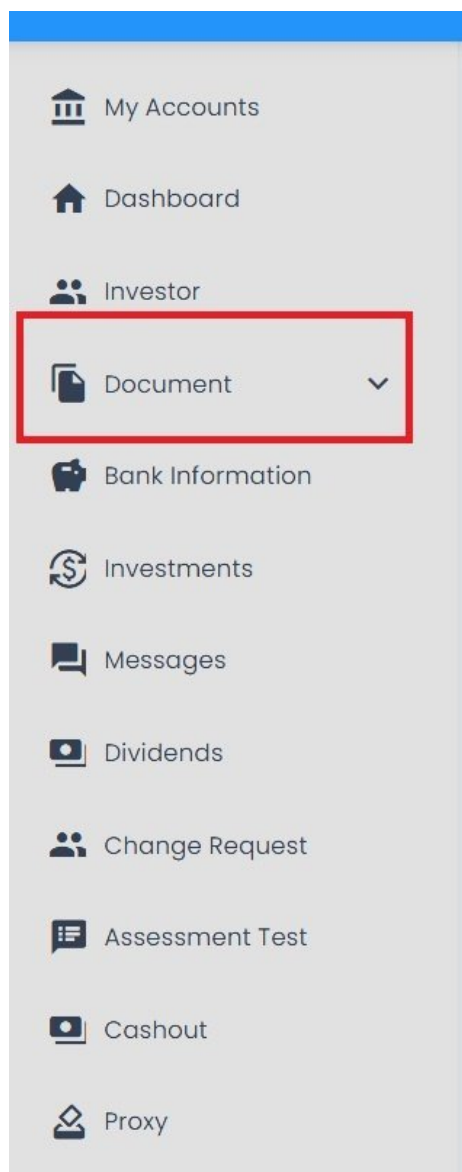 My Accounts
Dashboard
Investor
Document
Bank Information
Investments
Messages
Dividends
Change Request
Assessment Test
Cashout
Proxy